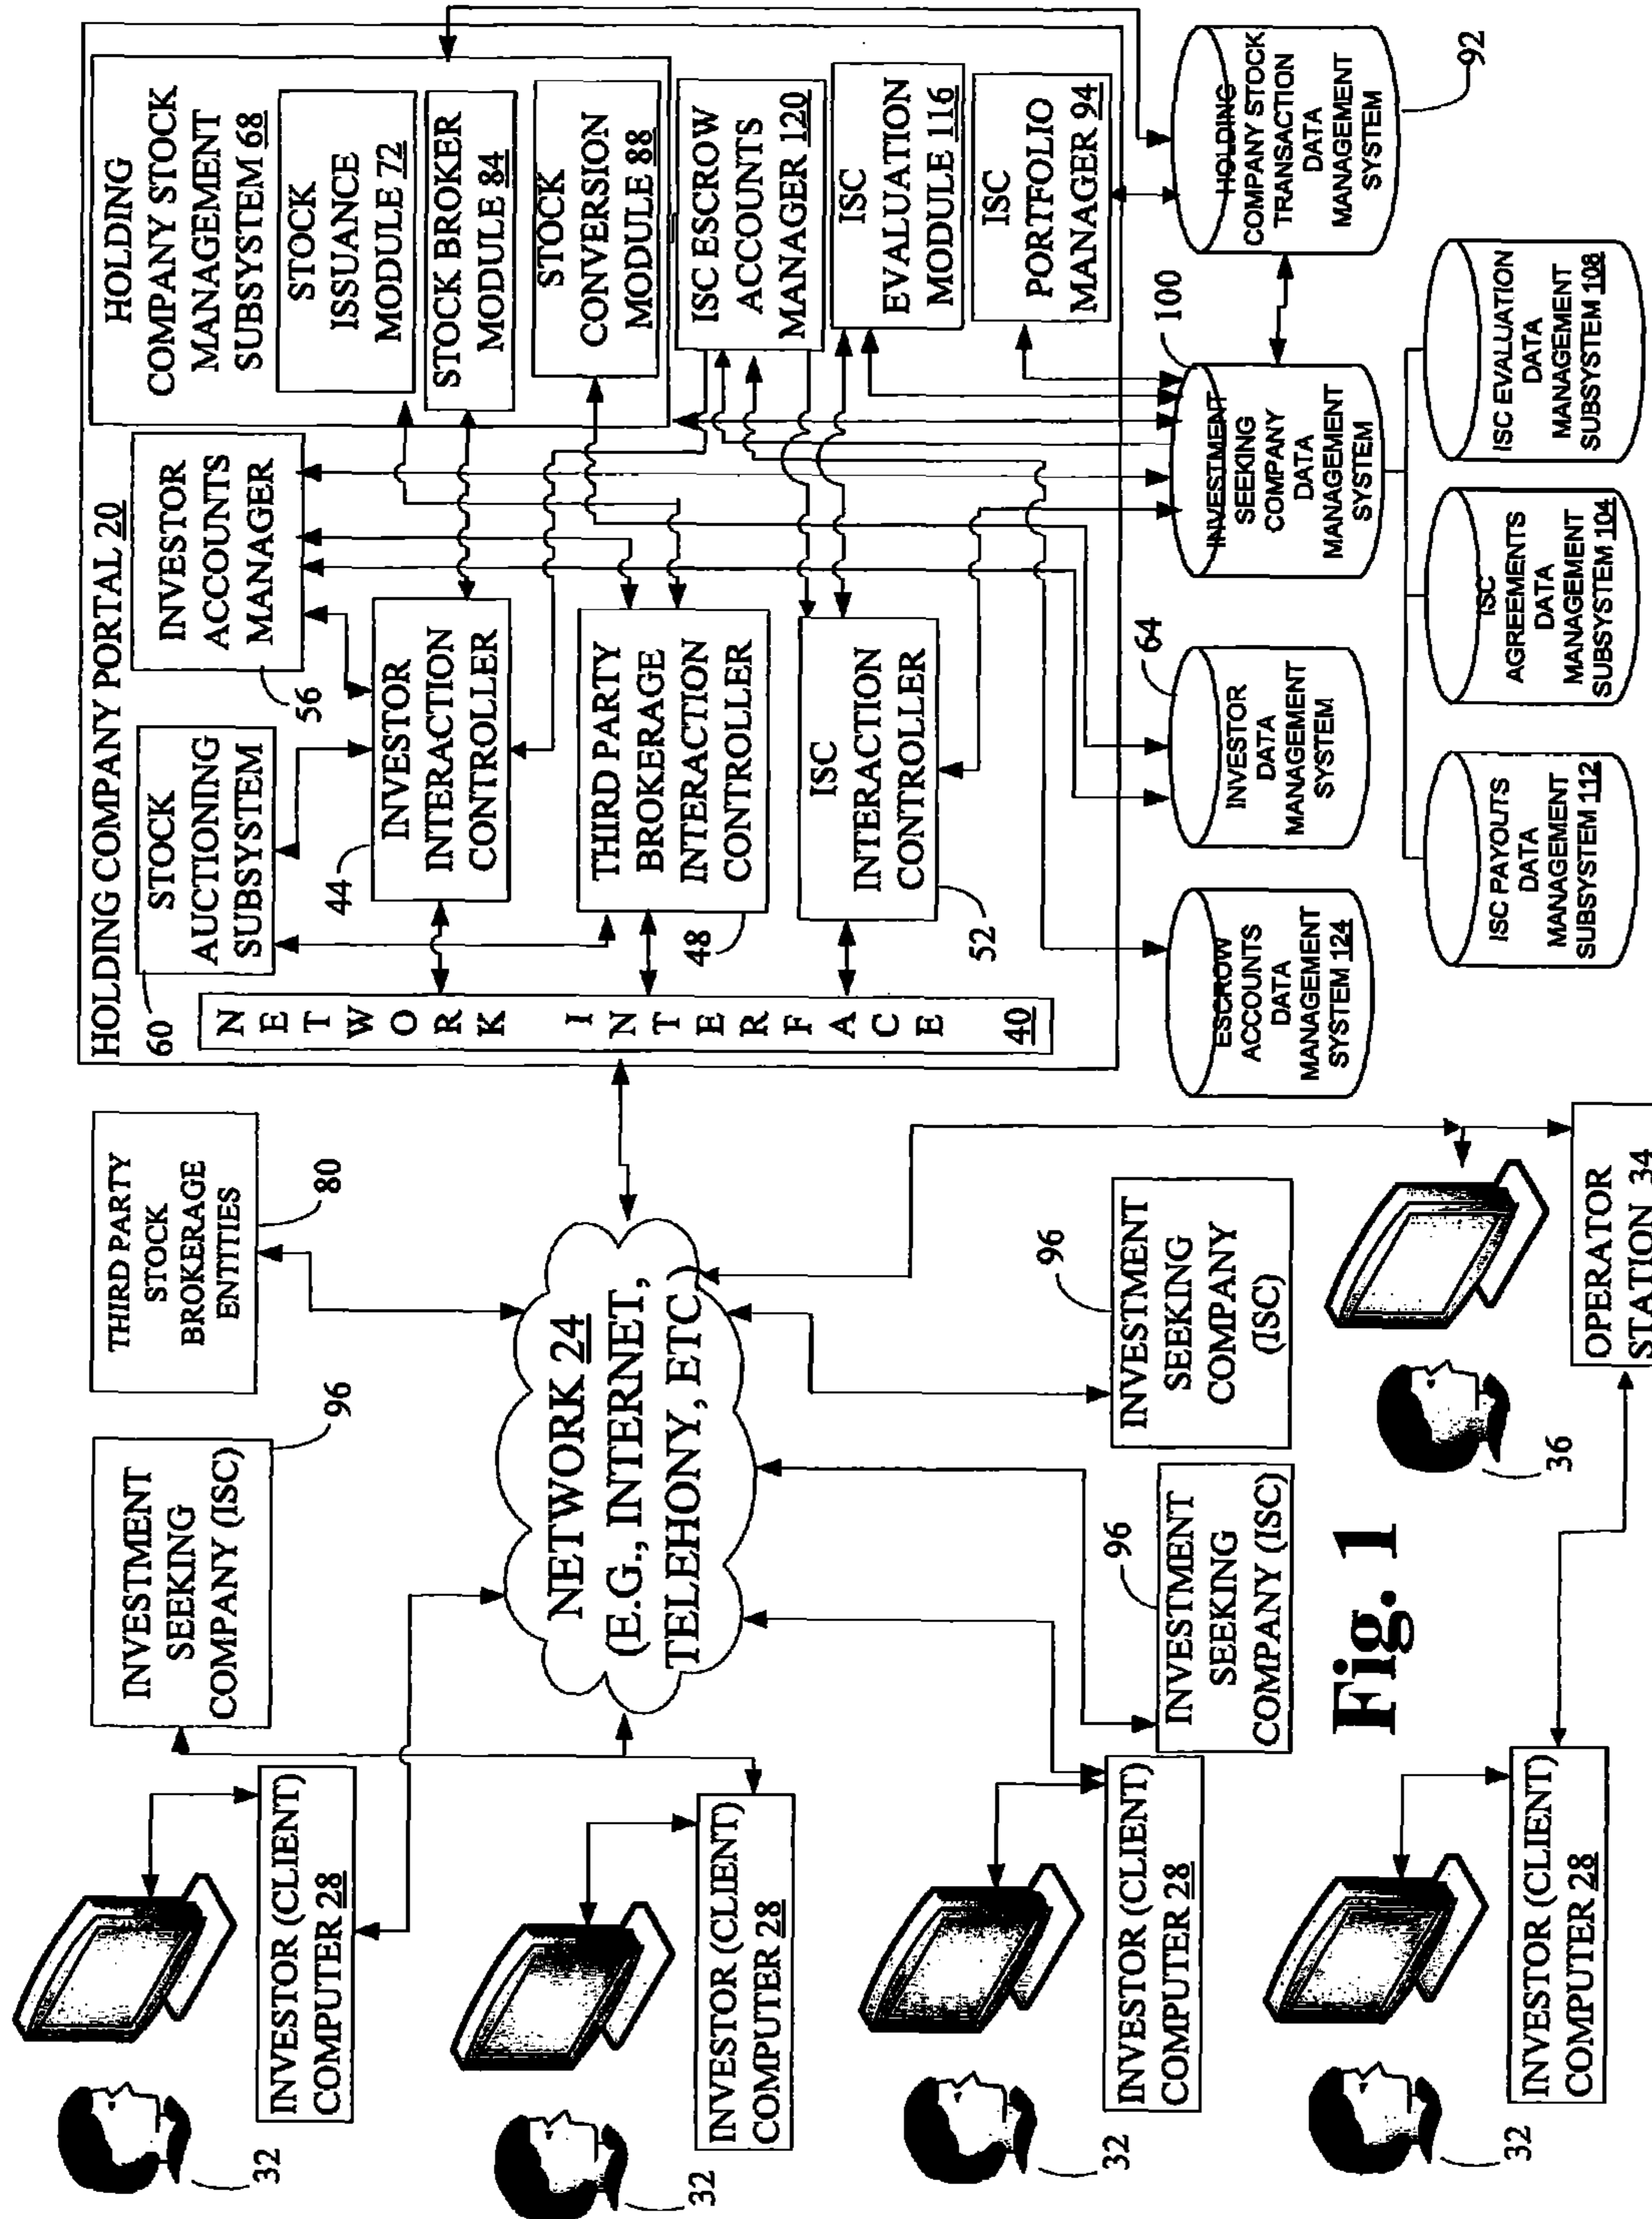 HOLDING COMPANY PORTAL 20
60
STOCK
AUCTIONING
SUBSYSTEM
56
INVESTOR
ACCOUNTS
MANAGER
HOLDING
COMPANY STOCK
MANAGEMENT
SUBSYSTEM 68
STOCK
ISSUANCE
MODULE 72
STOCK BROKER
MODULE 84
STOCK
CONVERSION
MODULE 88
ISC ESCROW
ACCOUNTS
MANAGER 120
ISC
EVALUATION
MODULE 116
ISC
PORTFOLIO
MANAGER 94
NETWORK INTERFACE 40
44
INVESTOR
INTERACTION
CONTROLLER
THIRD PARTY
BROKERAGE
INTERACTION
CONTROLLER
48
ISC
INTERACTION
CONTROLLER
52
ESCROW
ACCOUNTS
DATA
MANAGEMENT
SYSTEM 124
64
INVESTOR
DATA
MANAGEMENT
SYSTEM
100
INVESTMENT
SEEKING
COMPANY
DATA
MANAGEMENT
SYSTEM
HOLDING
COMPANY STOCK
TRANSACTION
DATA
MANAGEMENT
SYSTEM
92
ISC PAYOUTS
DATA
MANAGEMENT
SUBSYSTEM 112
ISC
AGREEMENTS
DATA
MANAGEMENT
SUBSYSTEM 104
ISC EVALUATION
DATA
MANAGEMENT
SUBSYSTEM 108
INVESTMENT
SEEKING
COMPANY (ISC)
96
THIRD PARTY
STOCK
BROKERAGE
ENTITIES
80
NETWORK 24
(E.G., INTERNET,
TELEHONY, ETC)
96
INVESTMENT
SEEKING
COMPANY
(ISC)
96
INVESTMENT
SEEKING
COMPANY (ISC)
36
OPERATOR
STATION 34
32
INVESTOR (CLIENT)
COMPUTER 28
32
INVESTOR (CLIENT)
COMPUTER 28
32
INVESTOR (CLIENT)
COMPUTER 28
32
INVESTOR (CLIENT)
COMPUTER 28
Fig. 1